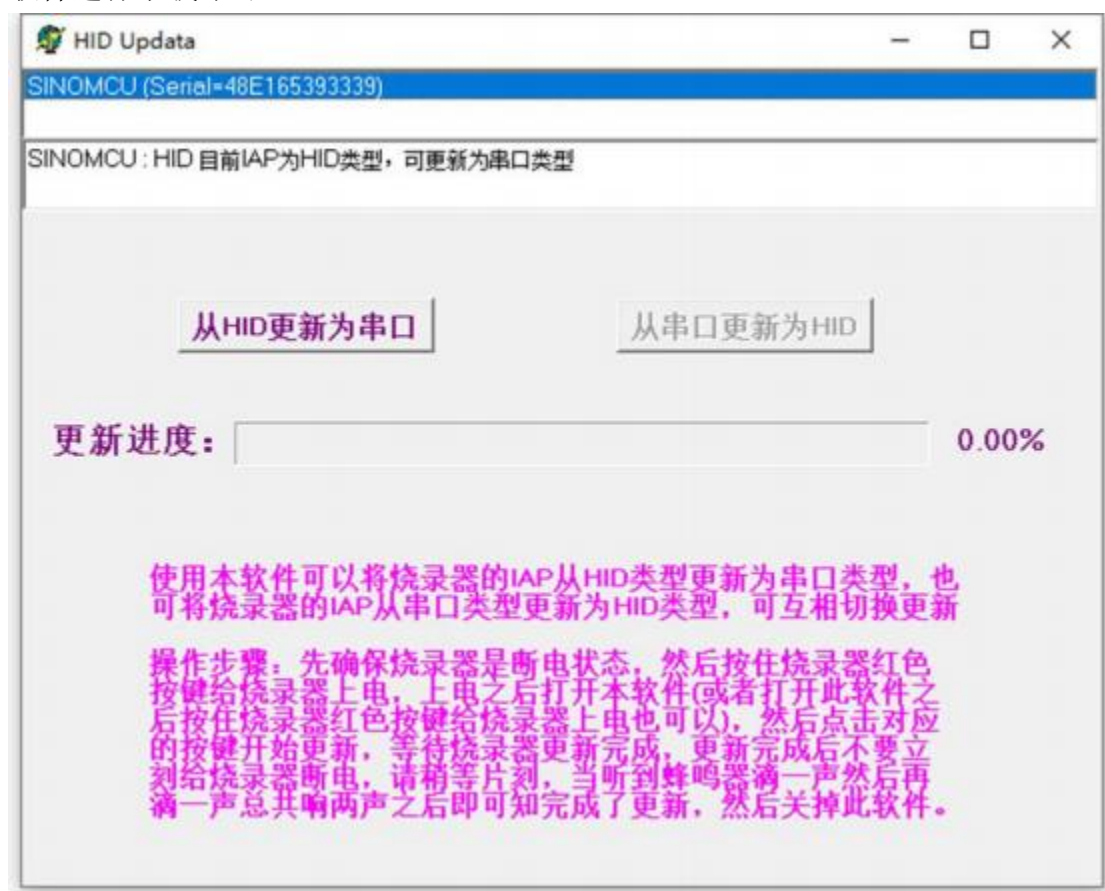 HID Updata
SINOMCU (Serial=48E165393339)
SINOMCU : HID 目前IAP为HID类型，可更新为串口类型
从HID更新为串口
从串口更新为HID
更新进度：
0.00%
使用本软件可以将烧录器的IAP从HID类型更新为串口类型，也
可将烧录器的IAP从串口类型更新为HID类型，可互相切换更新
操作步骤：先确保烧录器是断电状态，然后按住烧录器红色
按键给烧录器上电，上电之后打开本软件(或者打开此软件之
后按住烧录器红色按键给烧录器上电也可以)，然后点击对应
的按键开始更新，等待烧录器更新完成，更新完成后不要立
刻给烧录器断电，请稍等片刻，当听到蜂鸣器滴一声然后再
滴一声总共响两声之后即可知完成了更新，然后关掉此软件。